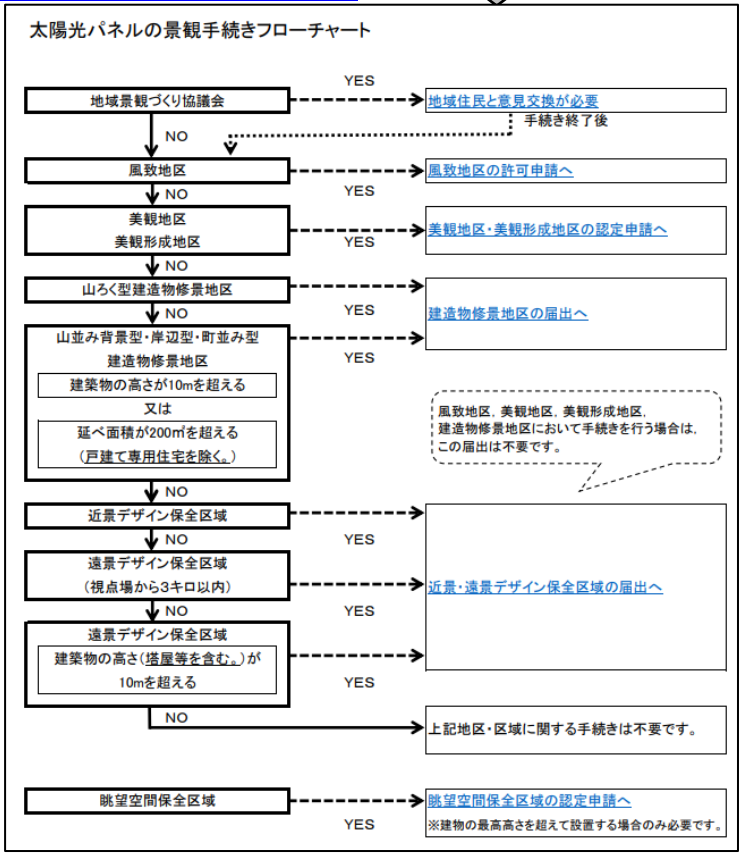 太陽光パネルの景観手続きフローチャート
YES
地域景観づくり協議会
地域住民と意見交換が必要
手続き終了後
NO
風致地区
風致地区の許可申請へ
YES
NO
美観地区
美観形成地区
美観地区・美観形成地区の認定申請へ
YES
NO
山ろく型建造物修景地区
YES
建造物修景地区の届出へ
NO
山並み背景型・岸辺型・町並み型
建造物修景地区
YES
建築物の高さが10mを超える
又は
延べ面積が200㎡を超える
(戸建て専用住宅を除く。)
風致地区，美観地区，美観形成地区，
建造物修景地区において手続きを行う場合は，
この届出は不要です。
NO
近景デザイン保全区域
NO
YES
遠景デザイン保全区域
(視点場から3キロ以内)
近景・遠景デザイン保全区域の届出へ
NO
YES
遠景デザイン保全区域
建築物の高さ(塔屋等を含む。)が
10mを超える
YES
NO
上記地区・区域に関する手続きは不要です。
眺望空間保全区域
眺望空間保全区域の認定申請へ
YES
※建物の最高高さを超えて設置する場合のみ必要です。